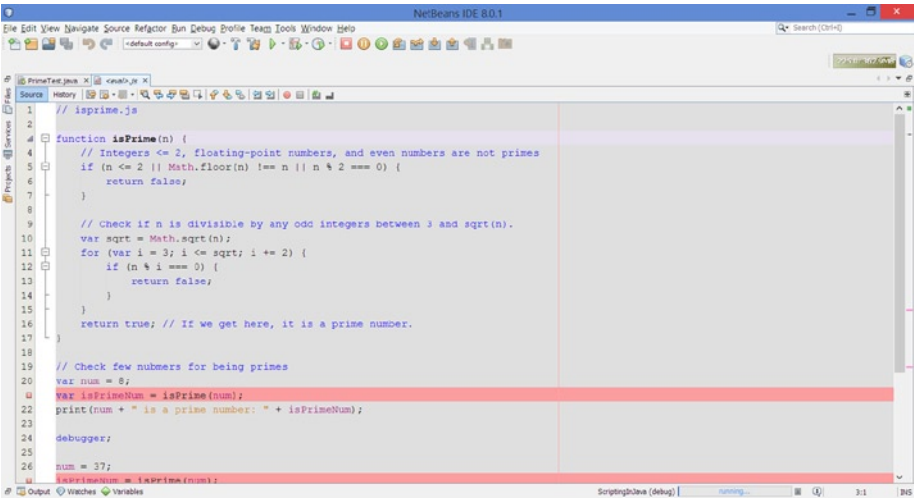 NetBeans IDE 8.0.1
File Edit View Navigate Source Refactor Run Debug Profile Team Tools Window Help
Search (Ctrl+I)
<default config>
PrimeTest.java
<eval>.js
Source History
Files
Services
Projects
1 // isprime.js
2
function isPrime(n) {
4 // Integers <= 2, floating-point numbers, and even numbers are not primes
5 if (n <= 2 || Math.floor(n) !== n || n % 2 === 0) {
6 return false;
7 }
8
9 // Check if n is divisible by any odd integers between 3 and sqrt(n).
10 var sqrt = Math.sqrt(n);
11 for (var i = 3; i <= sqrt; i += 2) {
12 if (n % i === 0) {
13 return false;
14 }
15 }
16 return true; // If we get here, it is a prime number.
17 }
18
19 // Check few nubmers for being primes
20 var num = 8;
var isPrimeNum = isPrime(num);
22 print(num + " is a prime number: " + isPrimeNum);
23
24 debugger;
25
26 num = 37;
isPrimeNum = isPrime(num);
Output Watches Variables
ScriptingInJava (debug)
running...
3:1
INS